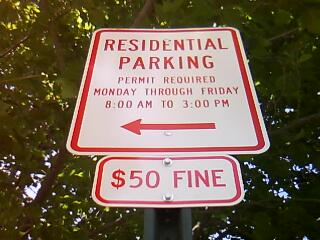 RESIDENTIAL
PARKING
PERMIT REQUIRED
MONDAY THROUGH FRIDAY
8:00 AM TO 3:00 PM
$50 FINE